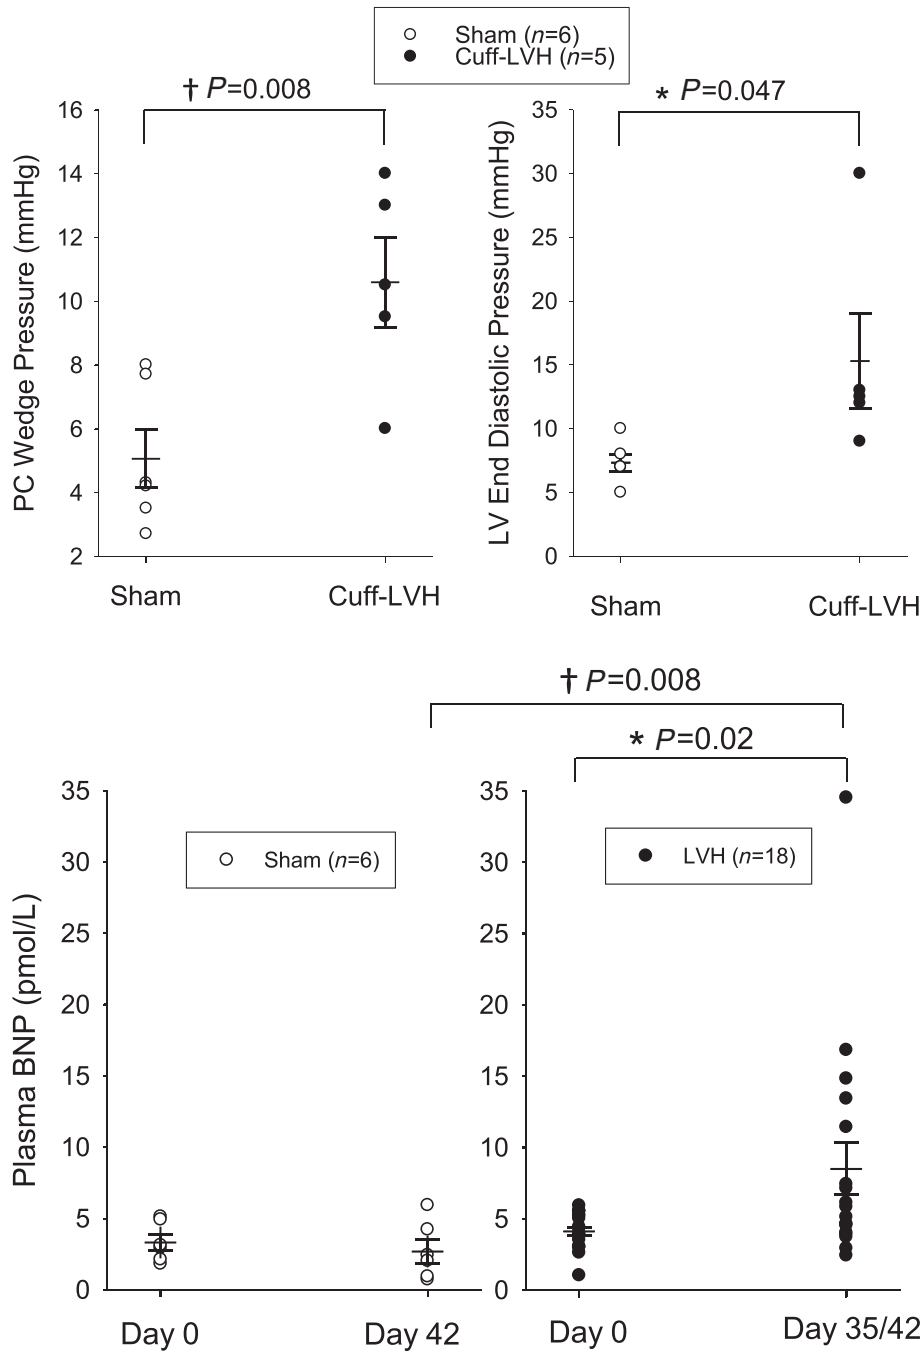 Sham (n=6)
Cuff-LVH (n=5)
† P=0.008
PC Wedge Pressure (mmHg)
16
14
12
10
8
6
4
2
Sham
Cuff-LVH
* P=0.047
LV End Diastolic Pressure (mmHg)
35
30
25
20
15
10
5
0
Sham
Cuff-LVH
† P=0.008
* P=0.02
Plasma BNP (pmol/L)
35
30
25
20
15
10
5
0
Sham (n=6)
Day 0
Day 42
35
30
25
20
15
10
5
0
LVH (n=18)
Day 0
Day 35/42